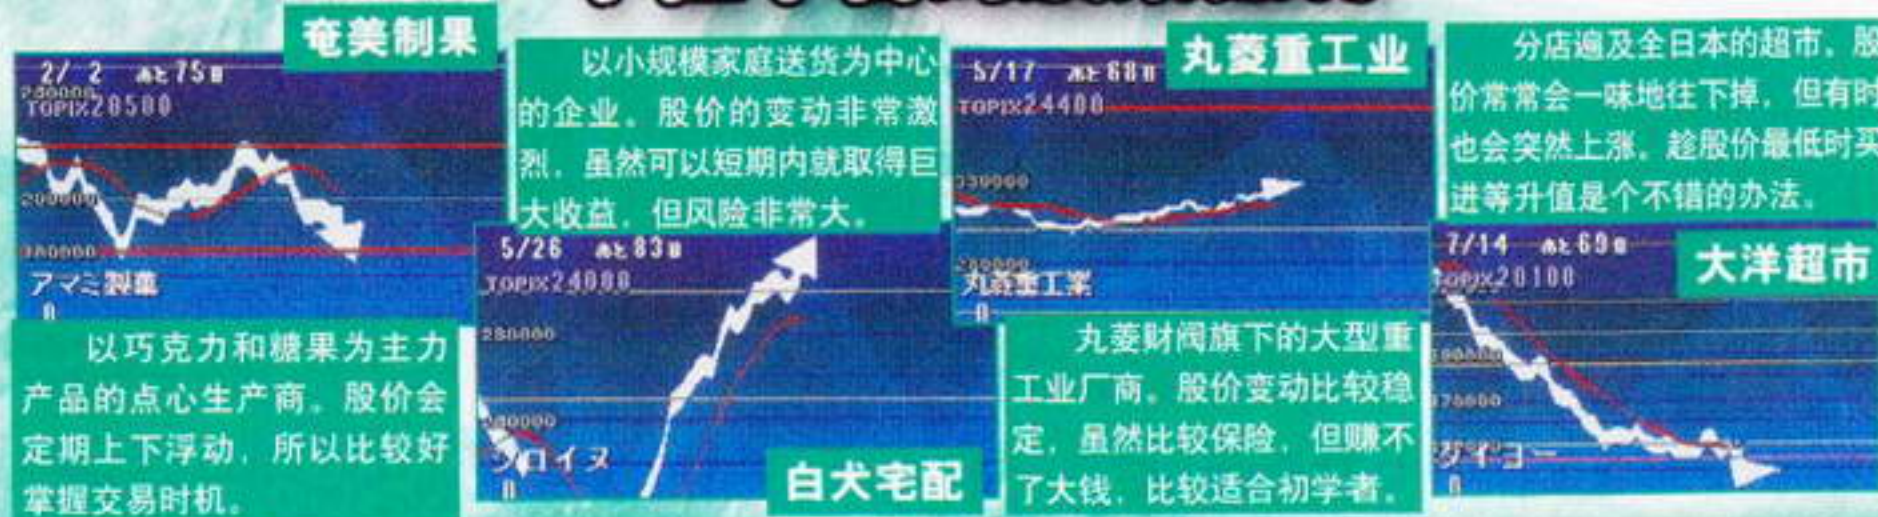 奄美制果
2/2 あと75日
TOPIX20500
200000
アマミ製菓
0
以巧克力和糖果为主力
产品的点心生产商。股价会
定期上下浮动，所以比较好
掌握交易时机。
以小规模家庭送货为中心
的企业。股价的变动非常激
烈，虽然可以短期内就取得巨
大收益，但风险非常大。
5/26 あと83日
TOPIX24000
280000
240000
シロイヌ
0
白犬宅配
丸菱重工业
5/17 あと68日
TOPIX24400
330000
丸菱重工業
0
丸菱财阀旗下的大型重
工业厂商。股价变动比较稳
定，虽然比较保险，但赚不
了大钱，比较适合初学者。
分店遍及全日本的超市。股
价常常会一味地往下掉，但有时
也会突然上涨。趁股价最低时买
进等升值是个不错的办法。
7/14 あと69日
TOPIX20100
大洋超市
ダイヨー
0